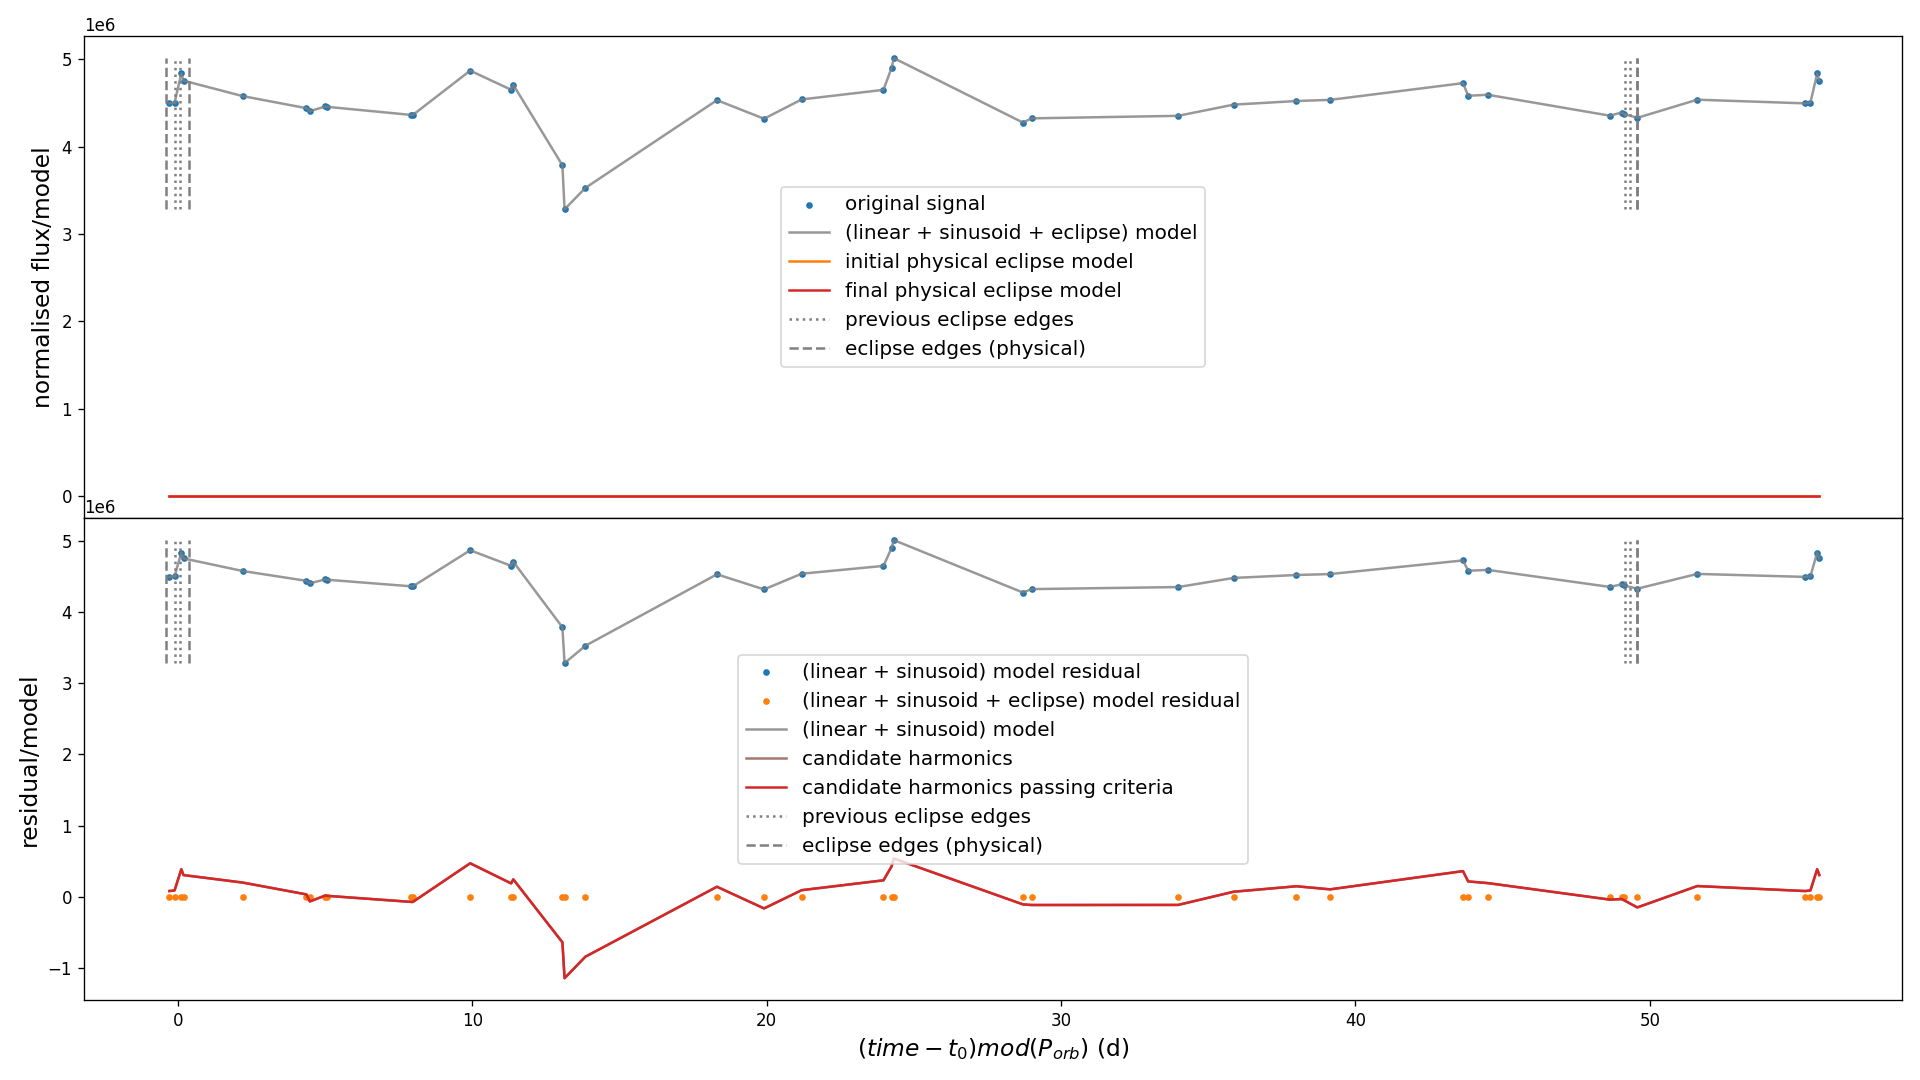 1e6
5
4
3
2
1
0
normalised flux/model
original signal
(linear + sinusoid + eclipse) model
initial physical eclipse model
final physical eclipse model
previous eclipse edges
eclipse edges (physical)
1e6
5
4
3
2
1
0
−1
residual/model
(linear + sinusoid) model residual
(linear + sinusoid + eclipse) model residual
(linear + sinusoid) model
candidate harmonics
candidate harmonics passing criteria
previous eclipse edges
eclipse edges (physical)
0 10 20 30 40 50
(time − t₀)mod(Pₒᵣb) (d)